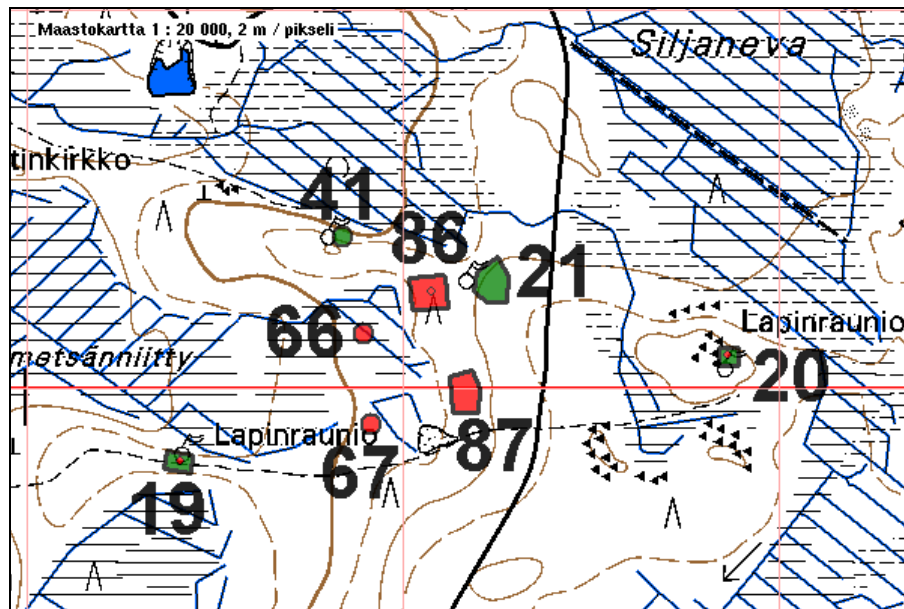 Maastokartta 1 : 20 000, 2 m / pikseli
Siljaneva
tinkirkko
41
86
21
66
Lapinraunio
metsänniitty
20
Lapinraunio
87
67
19